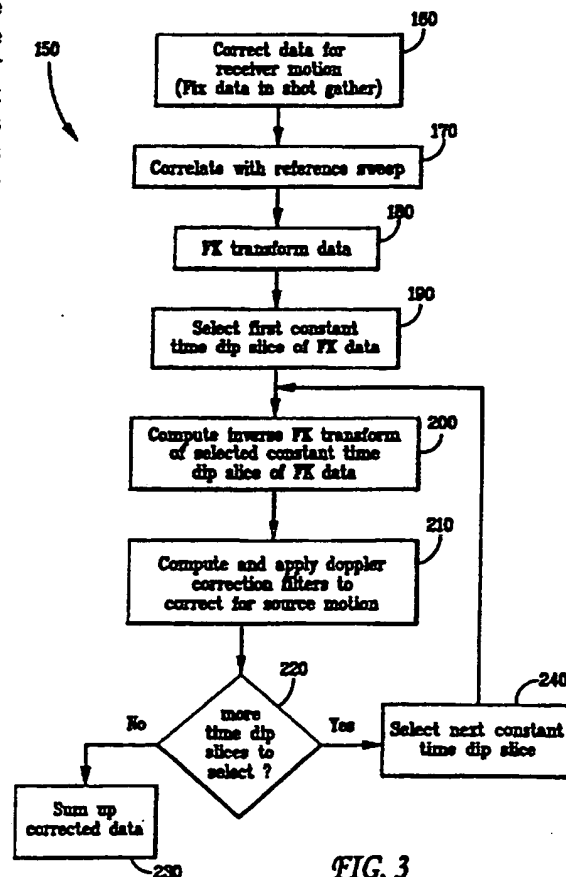 150
160
Correct data for
receiver motion
(Fix data in shot gather)
170
Correlate with reference sweep
180
FK transform data
190
Select first constant
time dip slice of FK data
200
Compute inverse FK transform
of selected constant time
dip slice of FK data
210
Compute and apply doppler
correction filters to
correct for source motion
220
more
time dip
slices to
select ?
No
Yes
240
Select next constant
time dip slice
Sum up
corrected data
230
FIG. 3